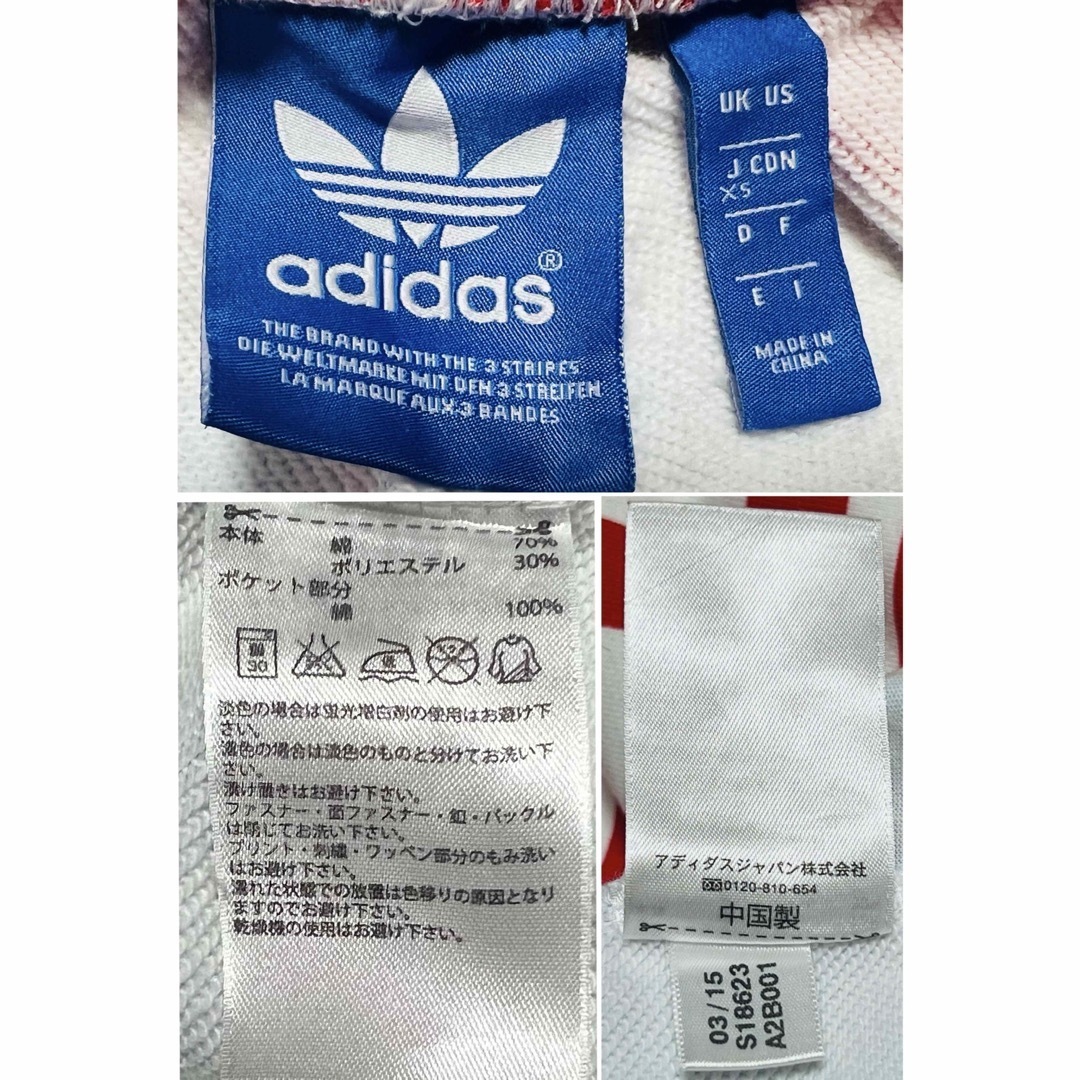 adidas®
THE BRAND WITH THE 3 STRIPES
DIE WELTMARKE MIT DEN 3 STREIFEN
LA MARQUE AUX 3 BANDES
UK US
J CDN
XS
D F
E I
MADE IN
CHINA
本体 綿 70%
ポリエステル 30%
ポケット部分
綿 100%
30
淡色の場合は蛍光増白剤の使用はお避け下
さい。
濃色の場合は淡色のものと分けてお洗い下
さい。
漬け置きはお避け下さい。
ファスナー・面ファスナー・釦・バックル
は閉じてお洗い下さい。
プリント・刺繍・ワッペン部分のもみ洗い
はお避け下さい。
濡れた状態での放置は色移りの原因となり
ますのでお避け下さい。
乾燥機の使用はお避け下さい。
アディダスジャパン株式会社
0120-810-654
中国製
03/15
S18623
A2B001